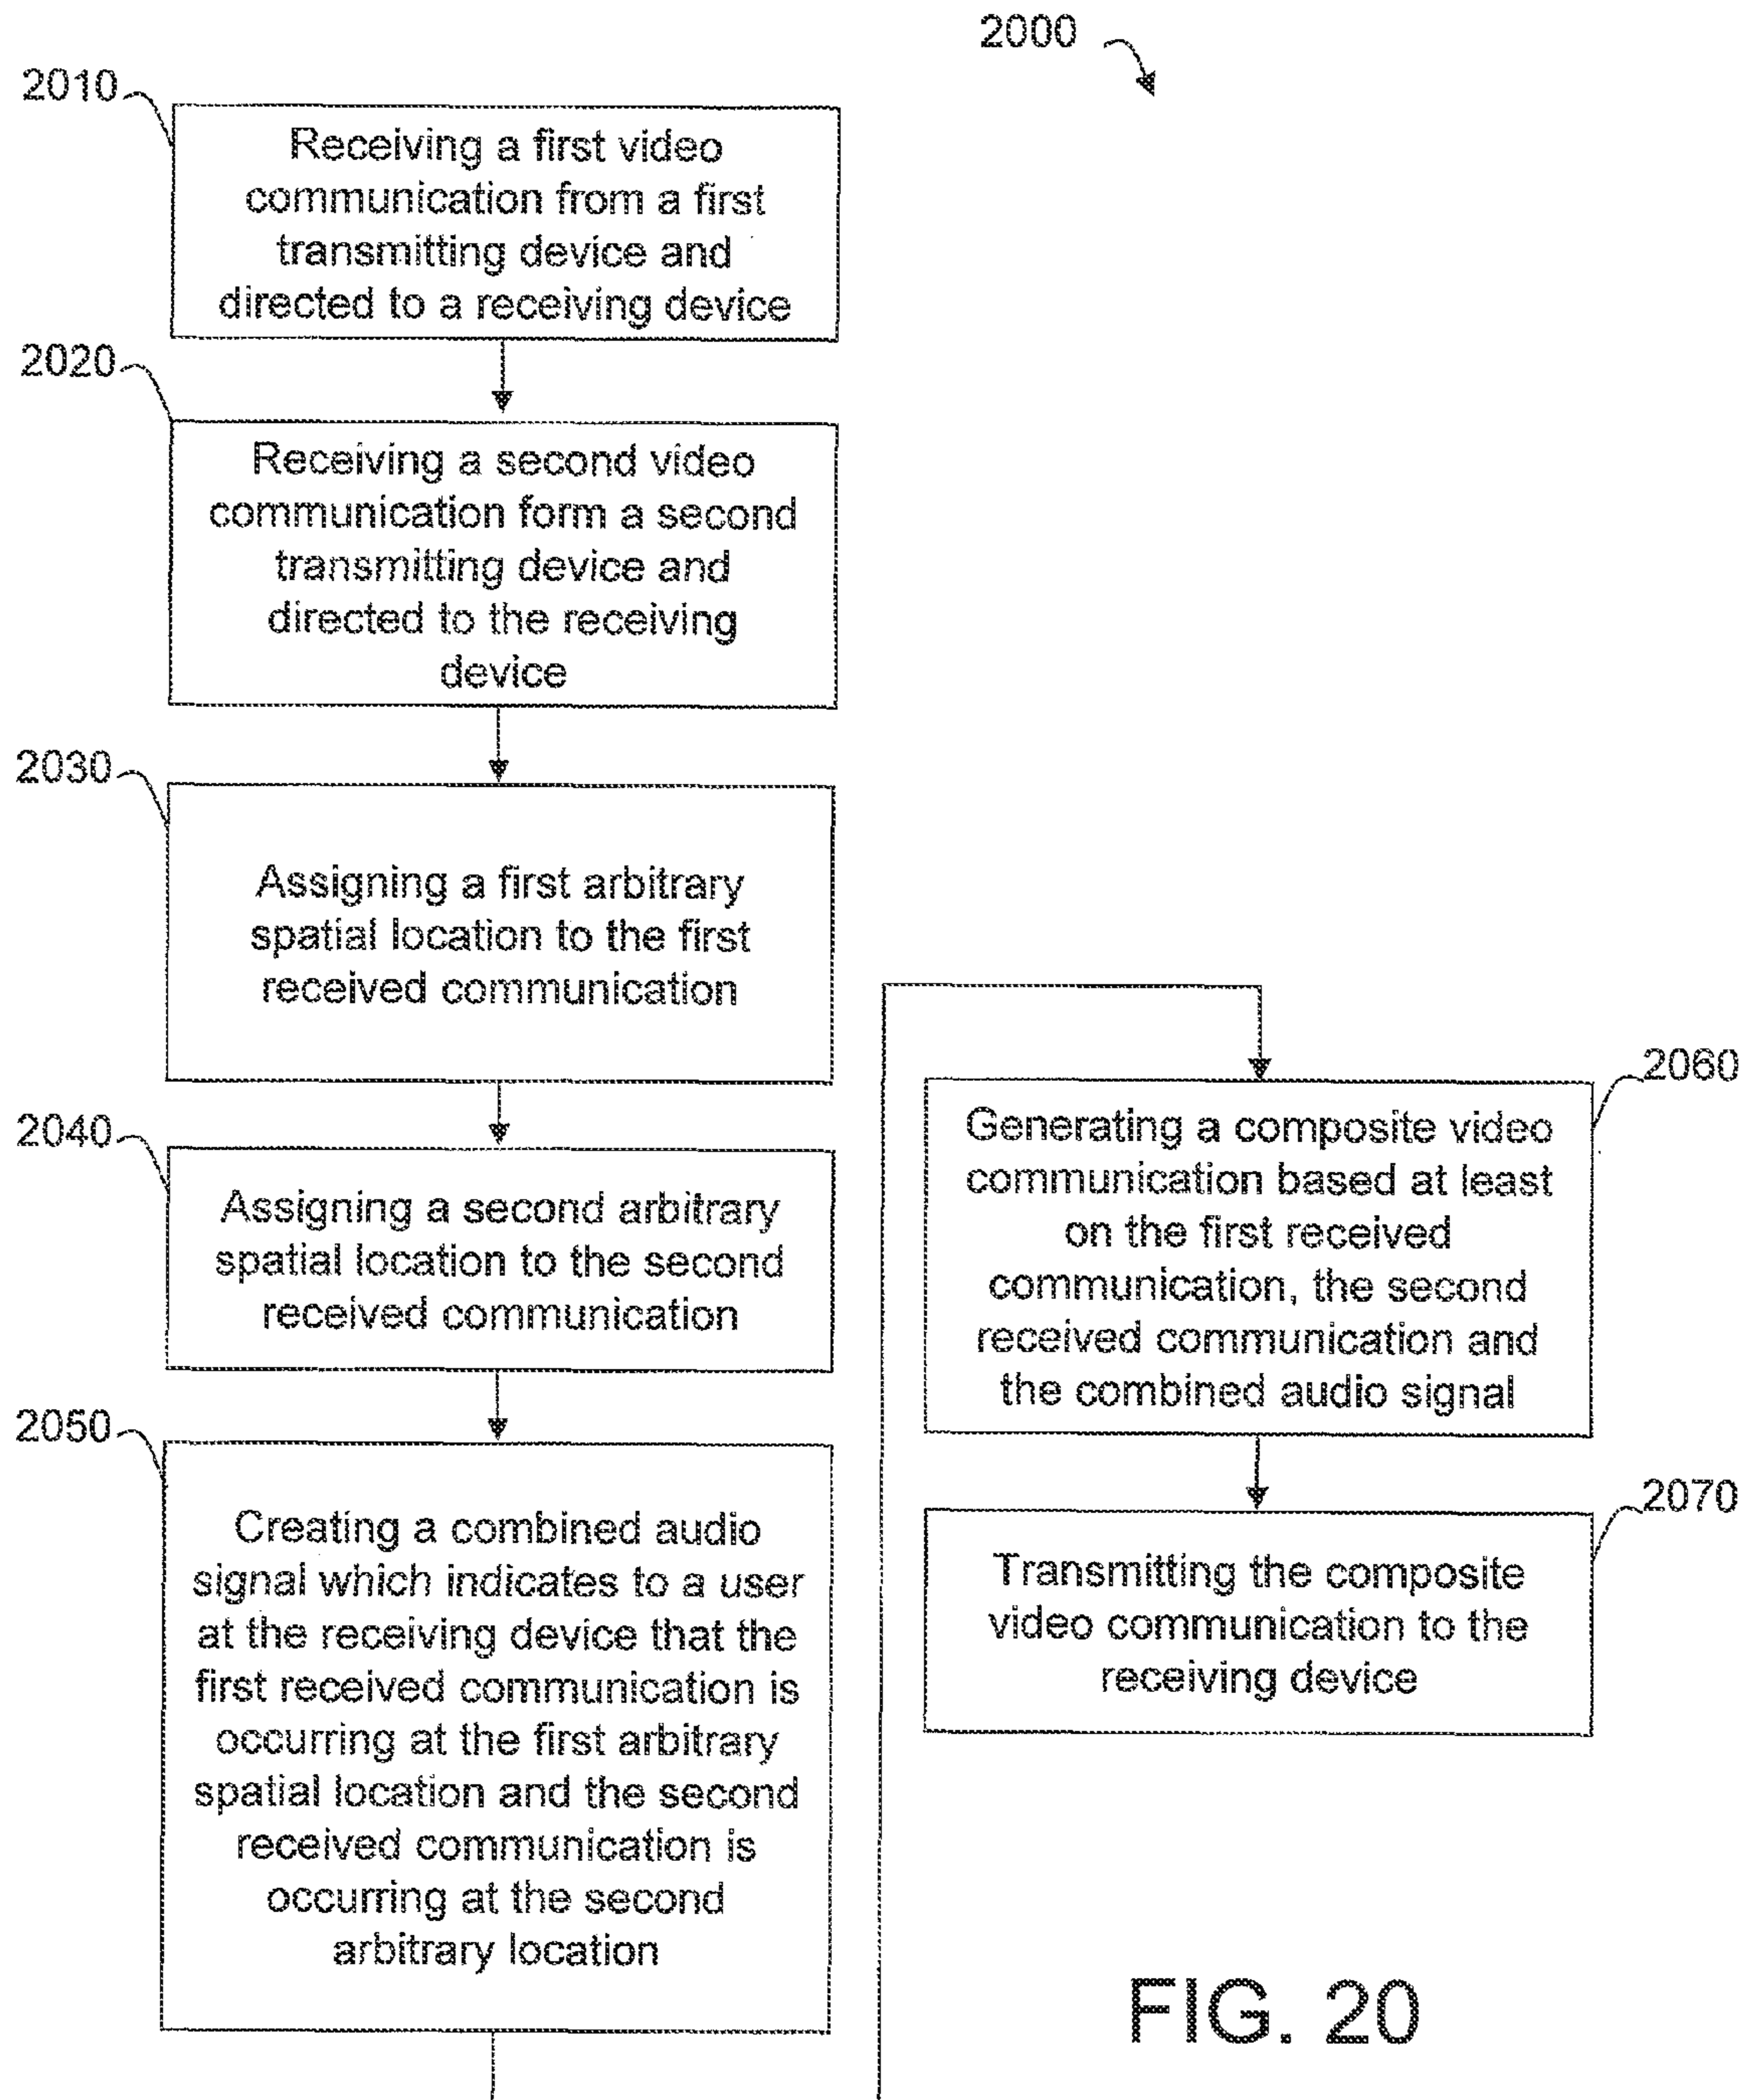 2000
2010
Receiving a first video
communication from a first
transmitting device and
directed to a receiving device
2020
Receiving a second video
communication form a second
transmitting device and
directed to the receiving
device
2030
Assigning a first arbitrary
spatial location to the first
received communication
2040
Assigning a second arbitrary
spatial location to the second
received communication
2050
Creating a combined audio
signal which indicates to a user
at the receiving device that the
first received communication is
occurring at the first arbitrary
spatial location and the second
received communication is
occurring at the second
arbitrary location
2060
Generating a composite video
communication based at least
on the first received
communication, the second
received communication and
the combined audio signal
2070
Transmitting the composite
video communication to the
receiving device
FIG. 20